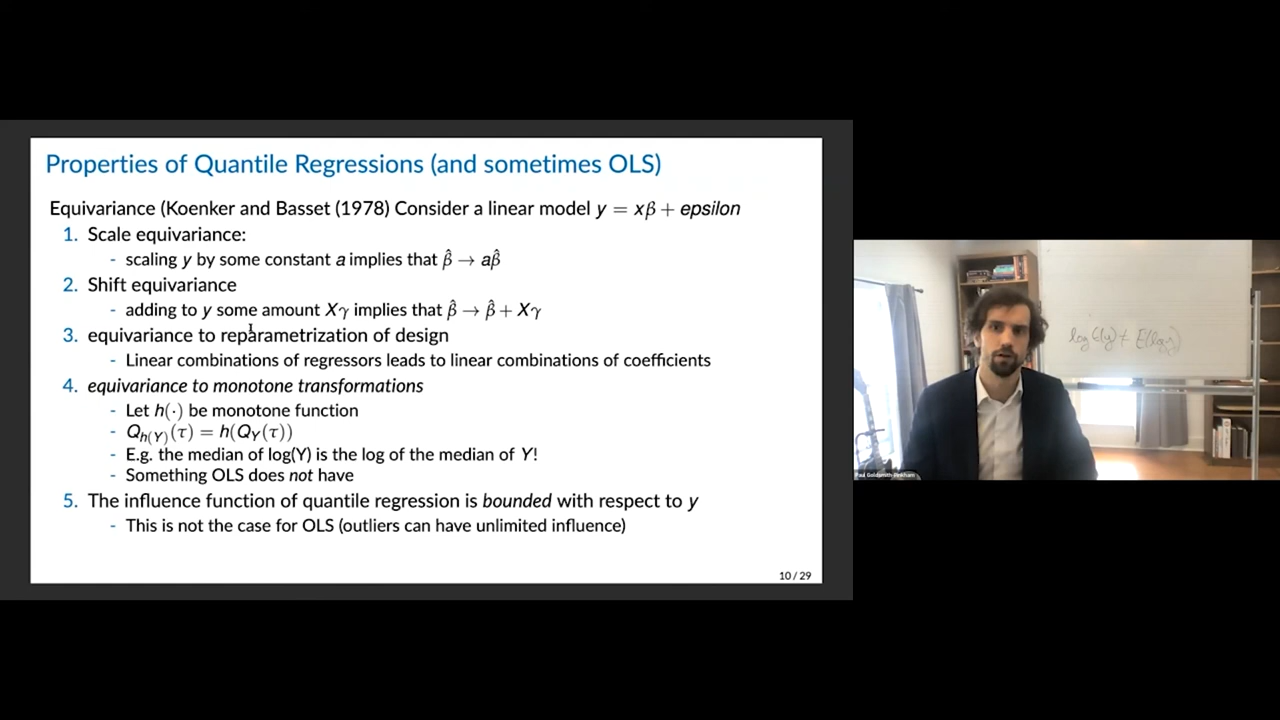 Properties of Quantile Regressions (and sometimes OLS)
Equivariance (Koenker and Basset (1978) Consider a linear model y = xβ + epsilon
1. Scale equivariance:
- scaling y by some constant a implies that β̂ → aβ̂
2. Shift equivariance
- adding to y some amount Xγ implies that β̂ → β̂ + Xγ
3. equivariance to reparametrization of design
- Linear combinations of regressors leads to linear combinations of coefficients
4. equivariance to monotone transformations
- Let h(·) be monotone function
- Q_{h(Y)}(τ) = h(Q_Y(τ))
- E.g. the median of log(Y) is the log of the median of Y!
- Something OLS does not have
5. The influence function of quantile regression is bounded with respect to y
- This is not the case for OLS (outliers can have unlimited influence)
10 / 29
log E(y) ≠ E(log y)
Paul Goldsmith-Pinkham